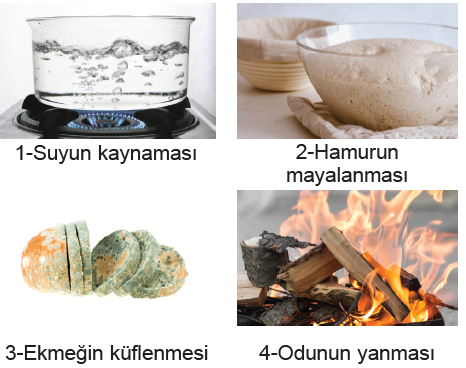 1-Suyun kaynaması
2-Hamurun
mayalanması
3-Ekmeğin küflenmesi
4-Odunun yanması